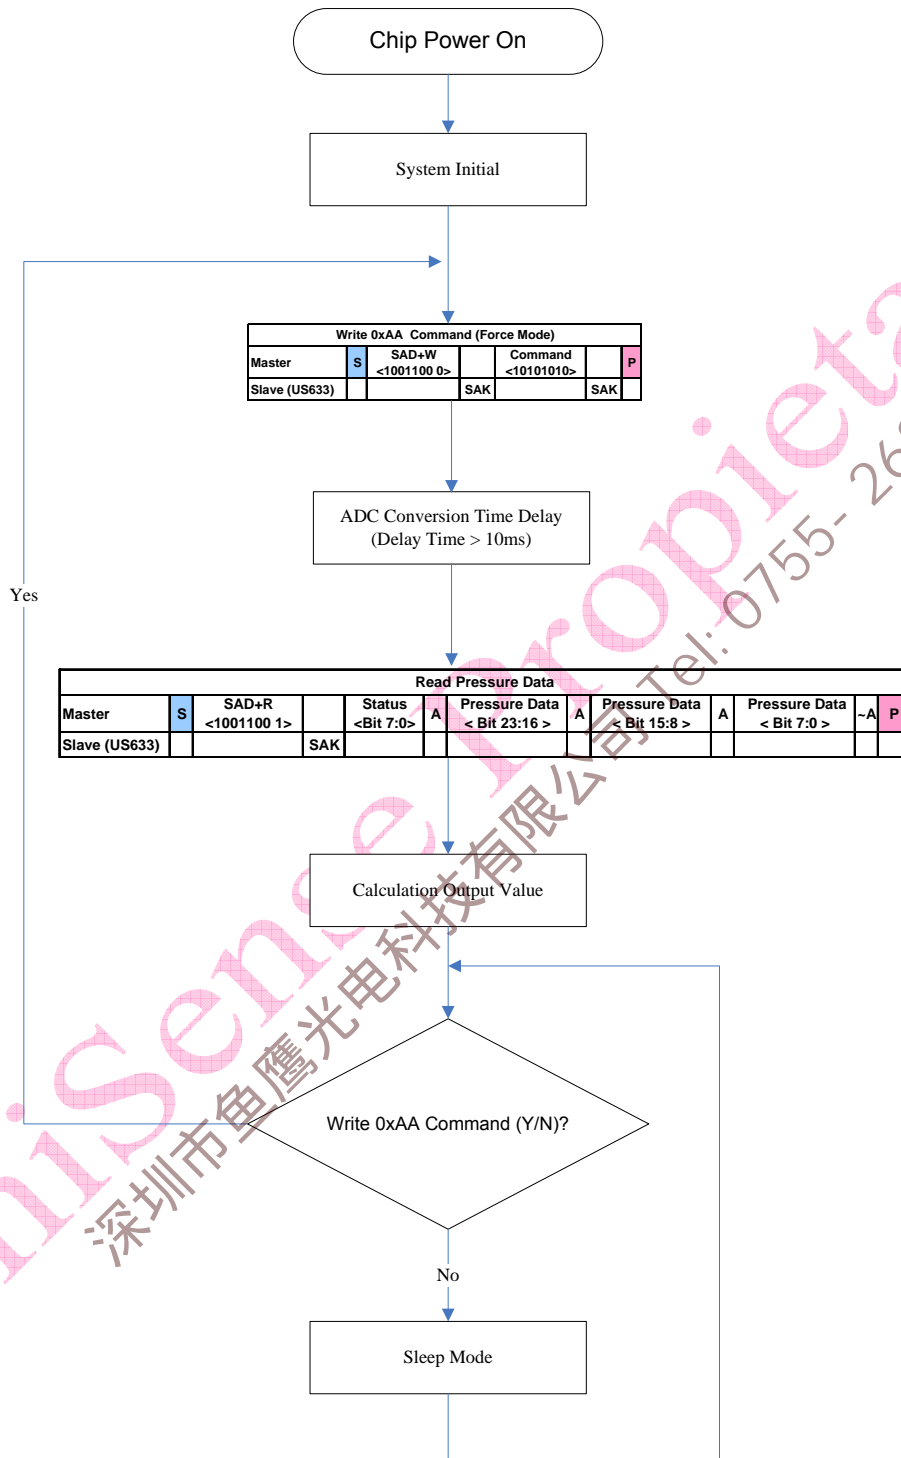 Chip Power On
System Initial
Write 0xAA Command (Force Mode)
Master S SAD+W <1001100 0> Command <10101010> P
Slave (US633) SAK SAK
ADC Conversion Time Delay
(Delay Time > 10ms)
Yes
Read Pressure Data
Master S SAD+R <1001100 1> Status <Bit 7:0> A Pressure Data < Bit 23:16 > A Pressure Data < Bit 15:8 > A Pressure Data < Bit 7:0 > ~A P
Slave (US633) SAK
Calculation Output Value
Write 0xAA Command (Y/N)?
No
Sleep Mode
niSense Propieta
深圳市鱼鹰光电科技有限公司 Tel: 0755- 26